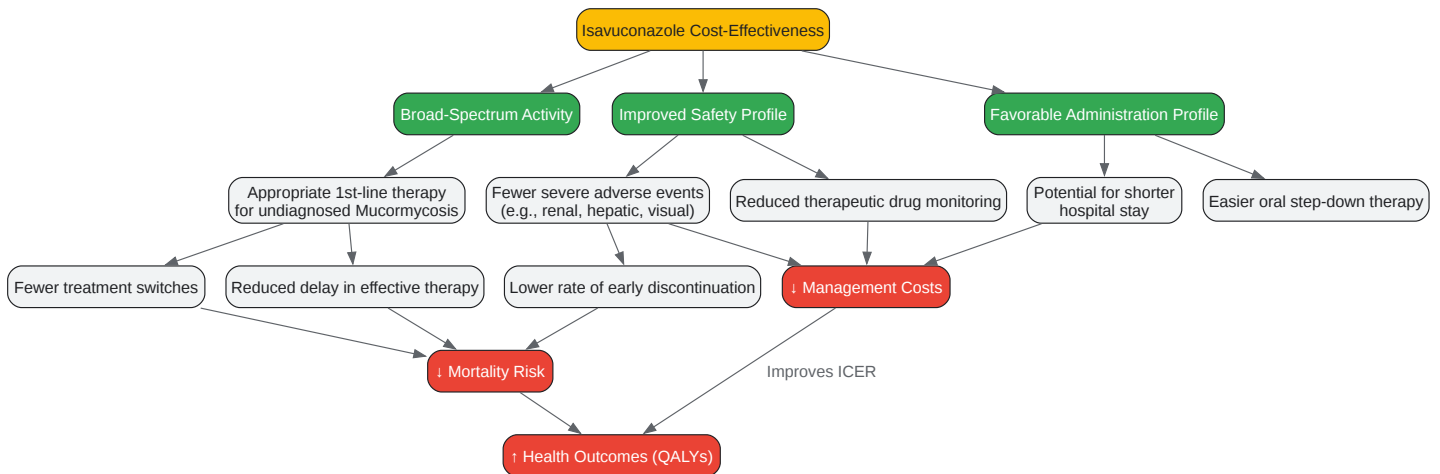 Isavuconazole Cost-Effectiveness
Broad-Spectrum Activity
Improved Safety Profile
Favorable Administration Profile
Appropriate 1st-line therapy
for undiagnosed Mucormycosis
Fewer severe adverse events
(e.g., renal, hepatic, visual)
Reduced therapeutic drug monitoring
Potential for shorter
hospital stay
Easier oral step-down therapy
Fewer treatment switches
Reduced delay in effective therapy
Lower rate of early discontinuation
↓ Management Costs
↓ Mortality Risk
Improves ICER
↑ Health Outcomes (QALYs)